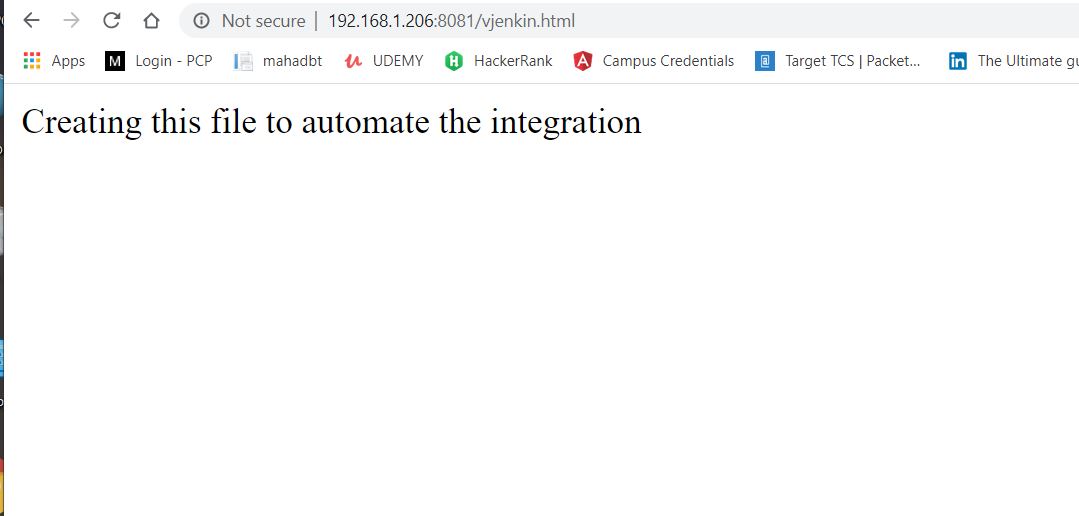 Not secure | 192.168.1.206:8081/vjenkin.html
Apps M Login - PCP mahadbt UDEMY HackerRank Campus Credentials Target TCS | Packet... in The Ultimate gu
Creating this file to automate the integration